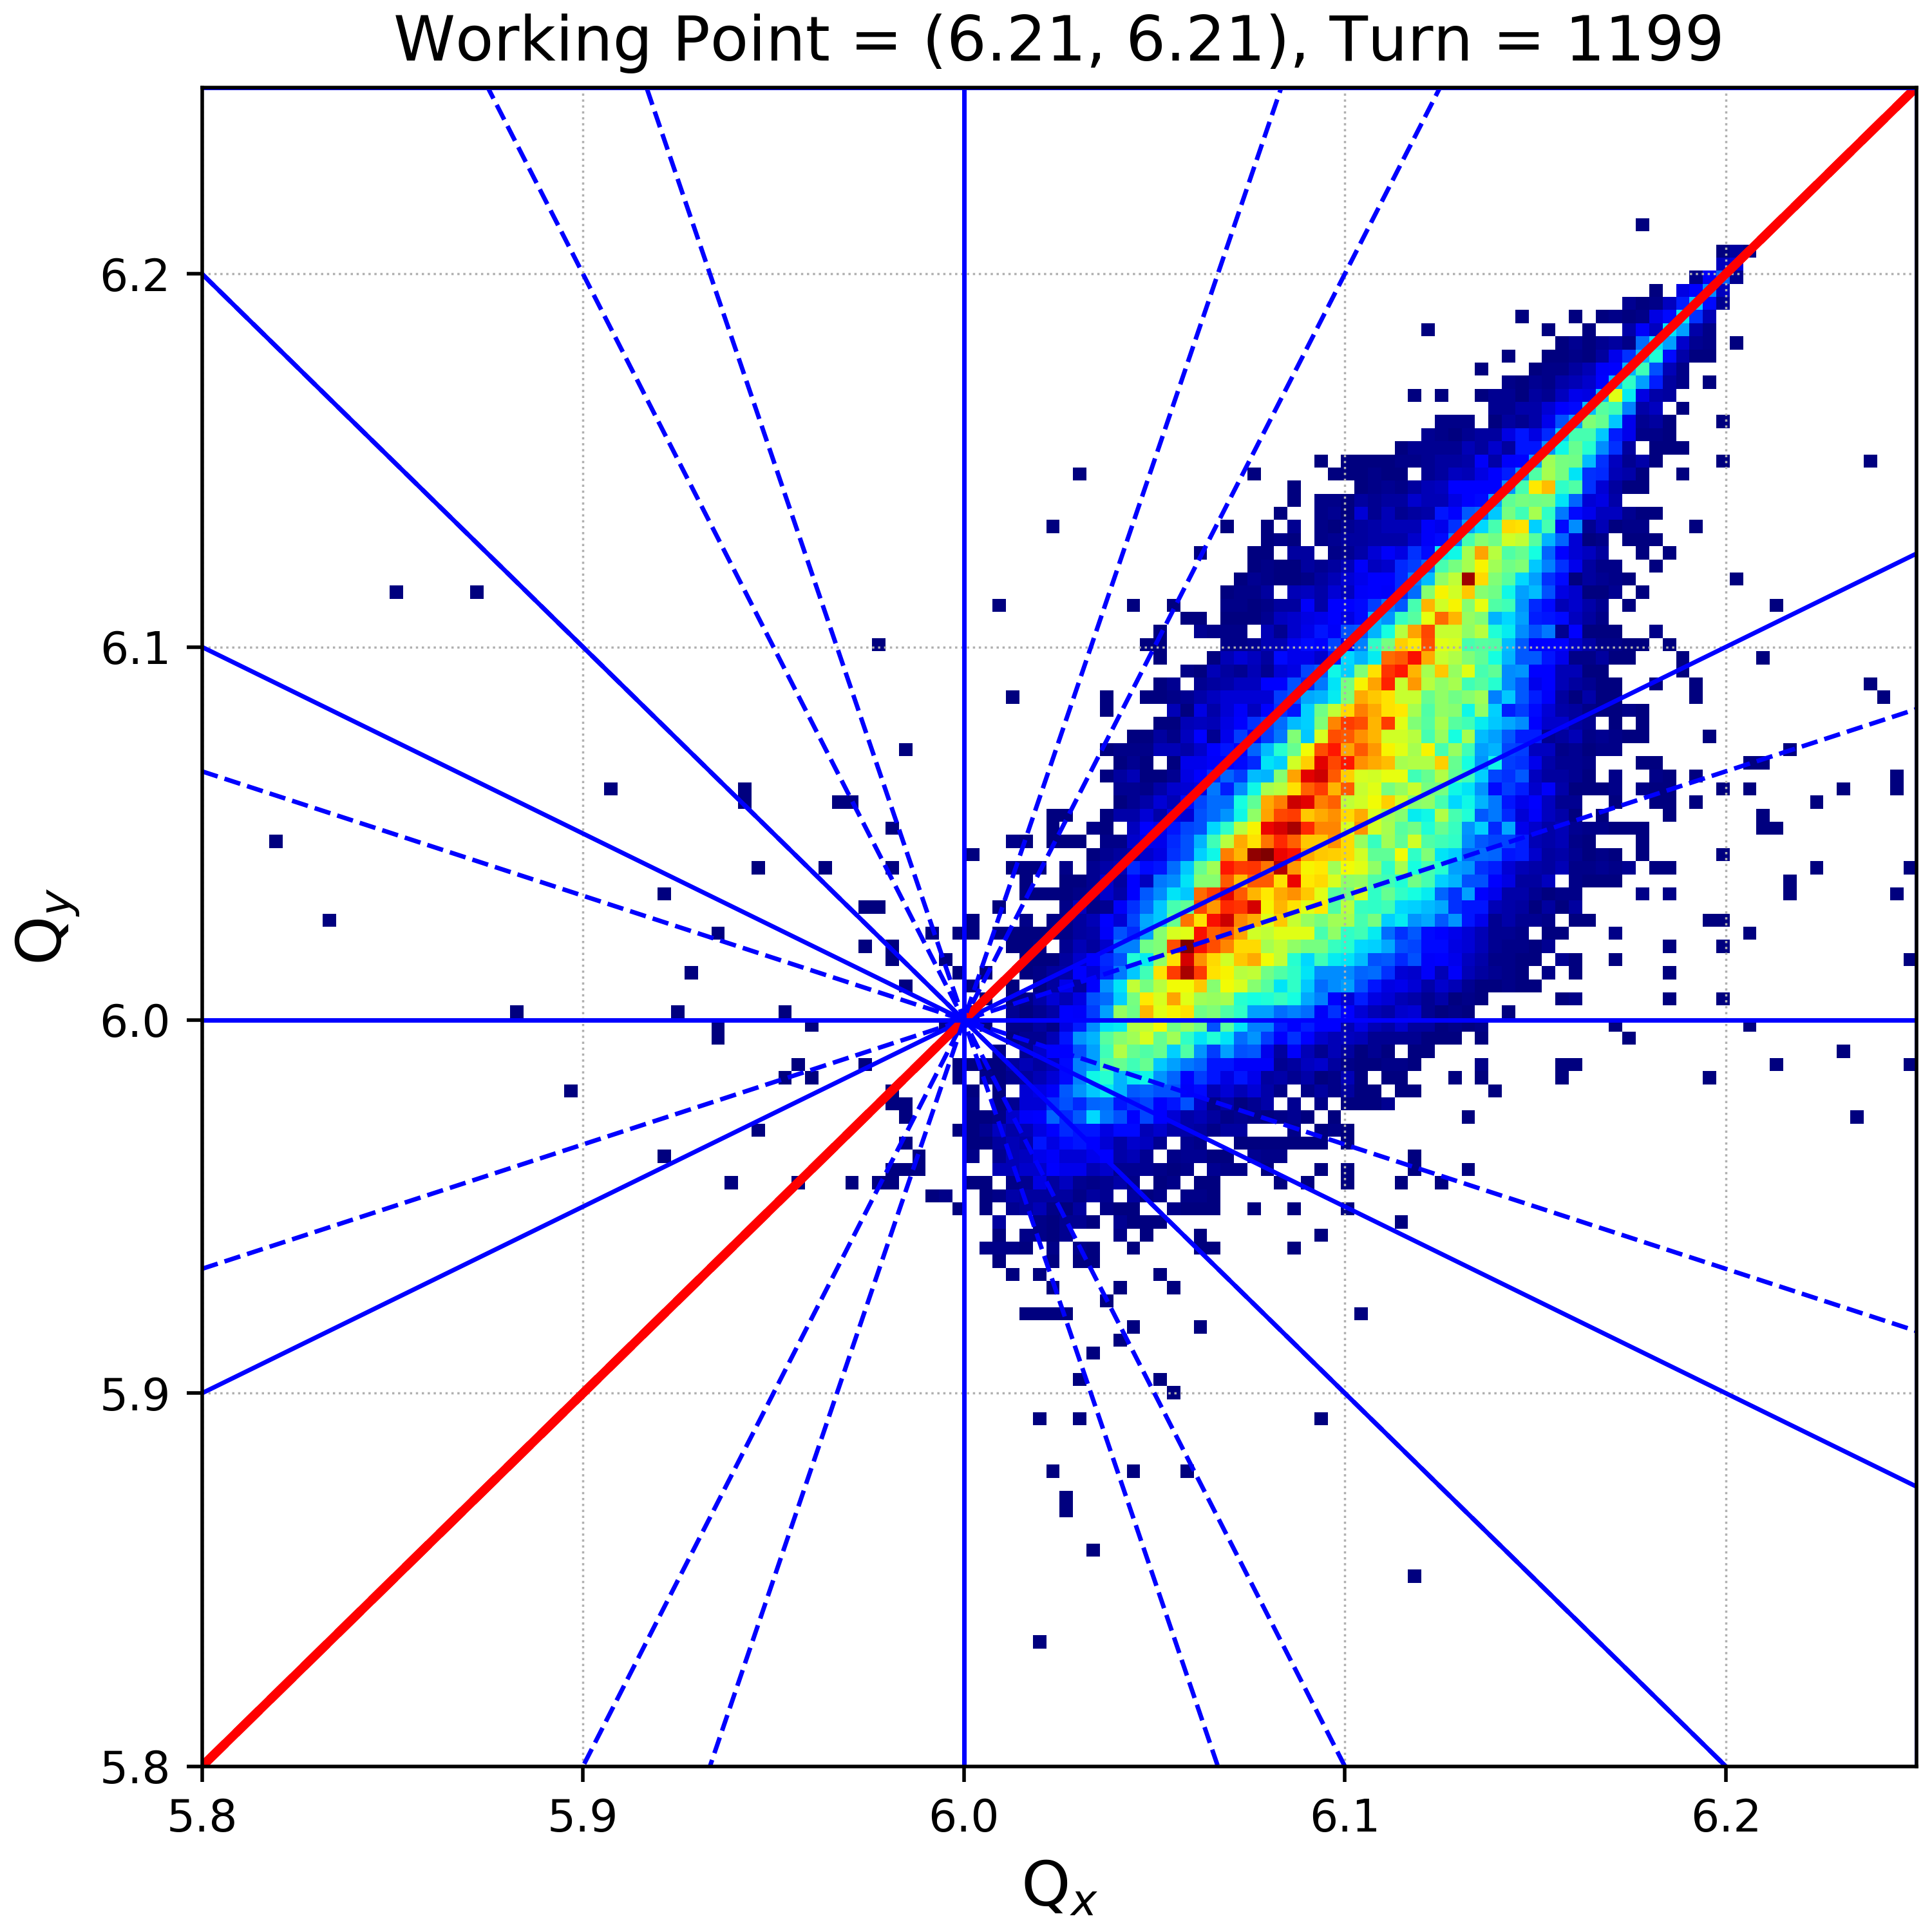 Working Point = (6.21, 6.21), Turn = 1199
6.2
6.1
6.0
5.9
5.8
Qy
5.8 5.9 6.0 6.1 6.2
Qx